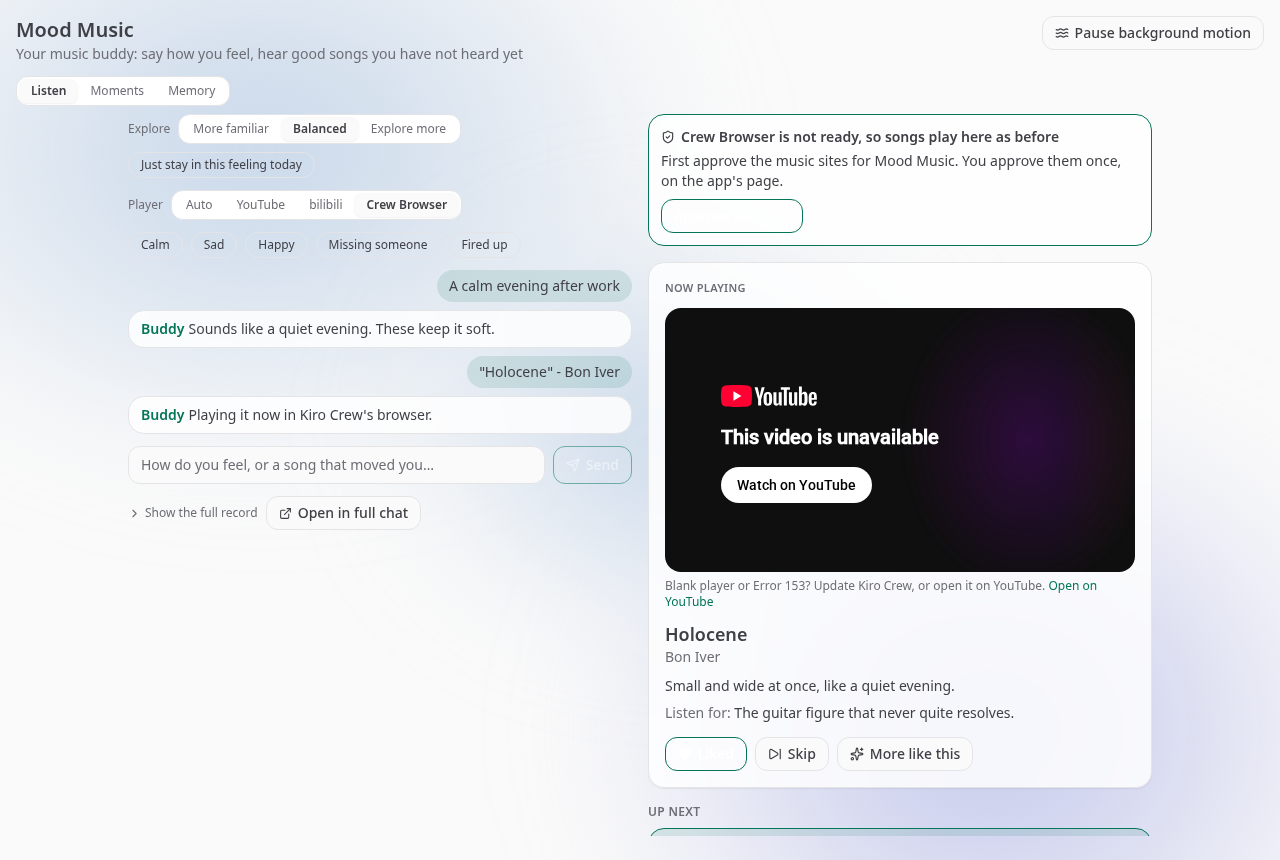 Mood Music
Your music buddy: say how you feel, hear good songs you have not heard yet
Pause background motion
Listen
Moments
Memory
Explore
More familiar
Balanced
Explore more
Just stay in this feeling today
Player
Auto
YouTube
bilibili
Crew Browser
Calm
Sad
Happy
Missing someone
Fired up
A calm evening after work
Buddy Sounds like a quiet evening. These keep it soft.
"Holocene" - Bon Iver
Buddy Playing it now in Kiro Crew's browser.
How do you feel, or a song that moved you...
Send
Show the full record
Open in full chat
Crew Browser is not ready, so songs play here as before
First approve the music sites for Mood Music. You approve them once,
on the app's page.
NOW PLAYING
YouTube
This video is unavailable
Watch on YouTube
Blank player or Error 153? Update Kiro Crew, or open it on YouTube. Open on
YouTube
Holocene
Bon Iver
Small and wide at once, like a quiet evening.
Listen for: The guitar figure that never quite resolves.
Skip
More like this
UP NEXT